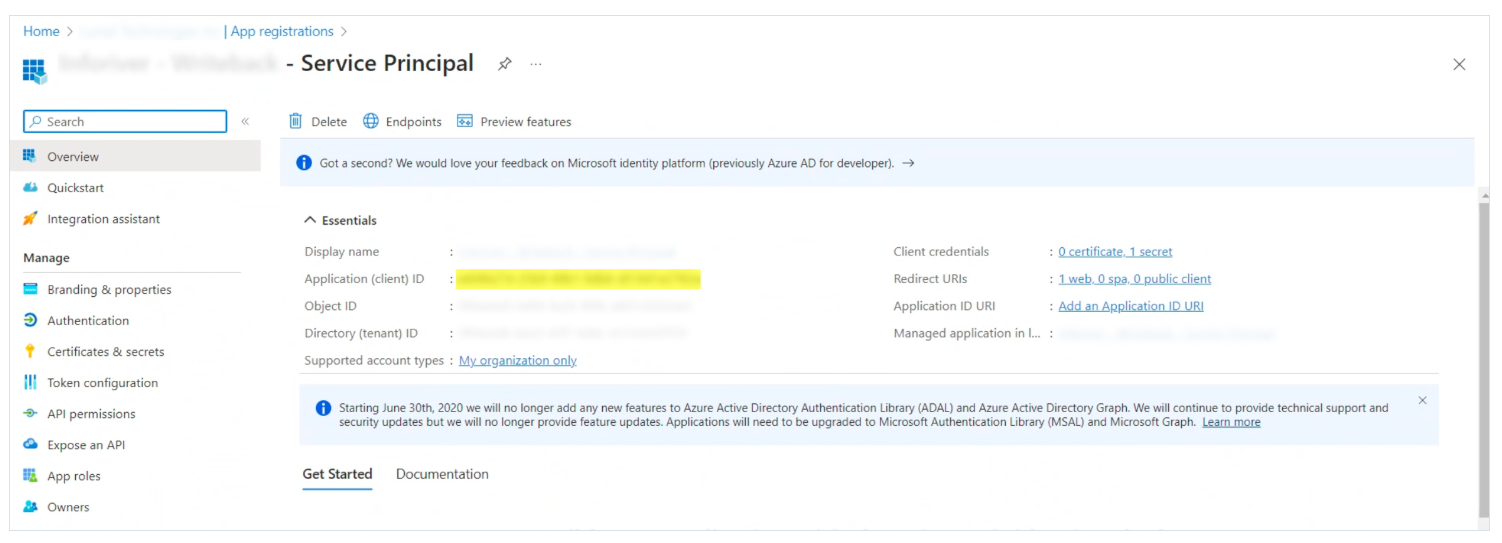 Home > | App registrations >
- Service Principal ...
Search «
Delete Endpoints Preview features
Overview
Got a second? We would love your feedback on Microsoft identity platform (previously Azure AD for developer). →
Quickstart
Integration assistant
Essentials
Display name :
Client credentials : 0 certificate, 1 secret
Manage
Application (client) ID :
Redirect URIs : 1 web, 0 spa, 0 public client
Branding & properties
Object ID :
Application ID URI : Add an Application ID URI
Authentication
Directory (tenant) ID :
Managed application in l... :
Certificates & secrets
Supported account types : My organization only
Token configuration
API permissions
Starting June 30th, 2020 we will no longer add any new features to Azure Active Directory Authentication Library (ADAL) and Azure Active Directory Graph. We will continue to provide technical support and
security updates but we will no longer provide feature updates. Applications will need to be upgraded to Microsoft Authentication Library (MSAL) and Microsoft Graph. Learn more
Expose an API
App roles
Get Started Documentation
Owners